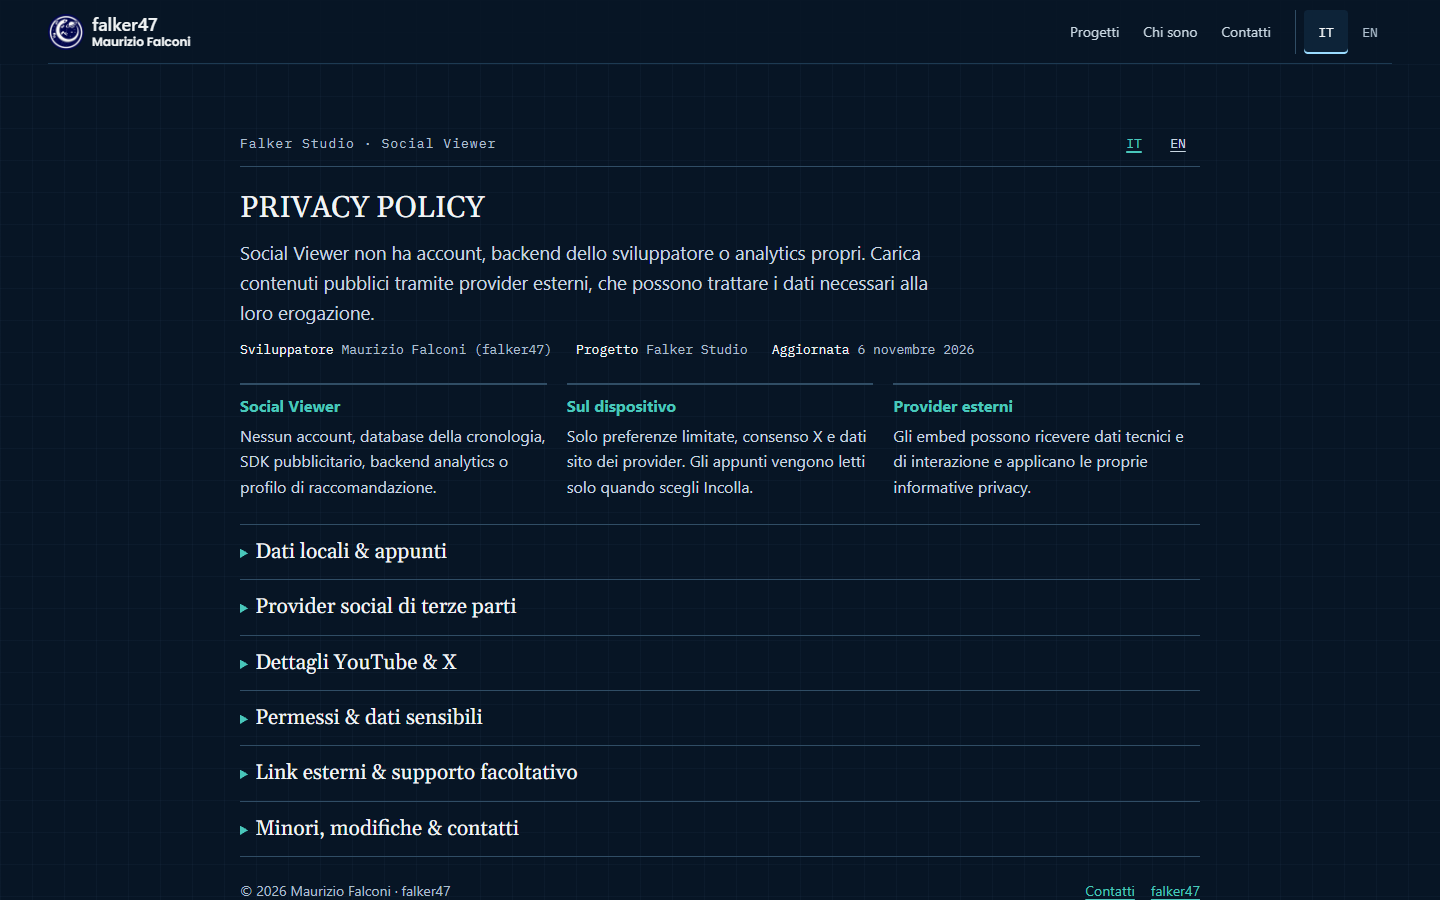 falker47
Maurizio Falconi
Progetti
Chi sono
Contatti
IT
EN
Falker Studio · Social Viewer
IT
EN
PRIVACY POLICY
Social Viewer non ha account, backend dello sviluppatore o analytics propri. Carica
contenuti pubblici tramite provider esterni, che possono trattare i dati necessari alla
loro erogazione.
Sviluppatore Maurizio Falconi (falker47) Progetto Falker Studio Aggiornata 6 novembre 2026
Social Viewer
Nessun account, database della cronologia,
SDK pubblicitario, backend analytics o
profilo di raccomandazione.
Sul dispositivo
Solo preferenze limitate, consenso X e dati
sito dei provider. Gli appunti vengono letti
solo quando scegli Incolla.
Provider esterni
Gli embed possono ricevere dati tecnici e
di interazione e applicano le proprie
informative privacy.
Dati locali & appunti
Provider social di terze parti
Dettagli YouTube & X
Permessi & dati sensibili
Link esterni & supporto facoltativo
Minori, modifiche & contatti
© 2026 Maurizio Falconi · falker47
Contatti
falker47